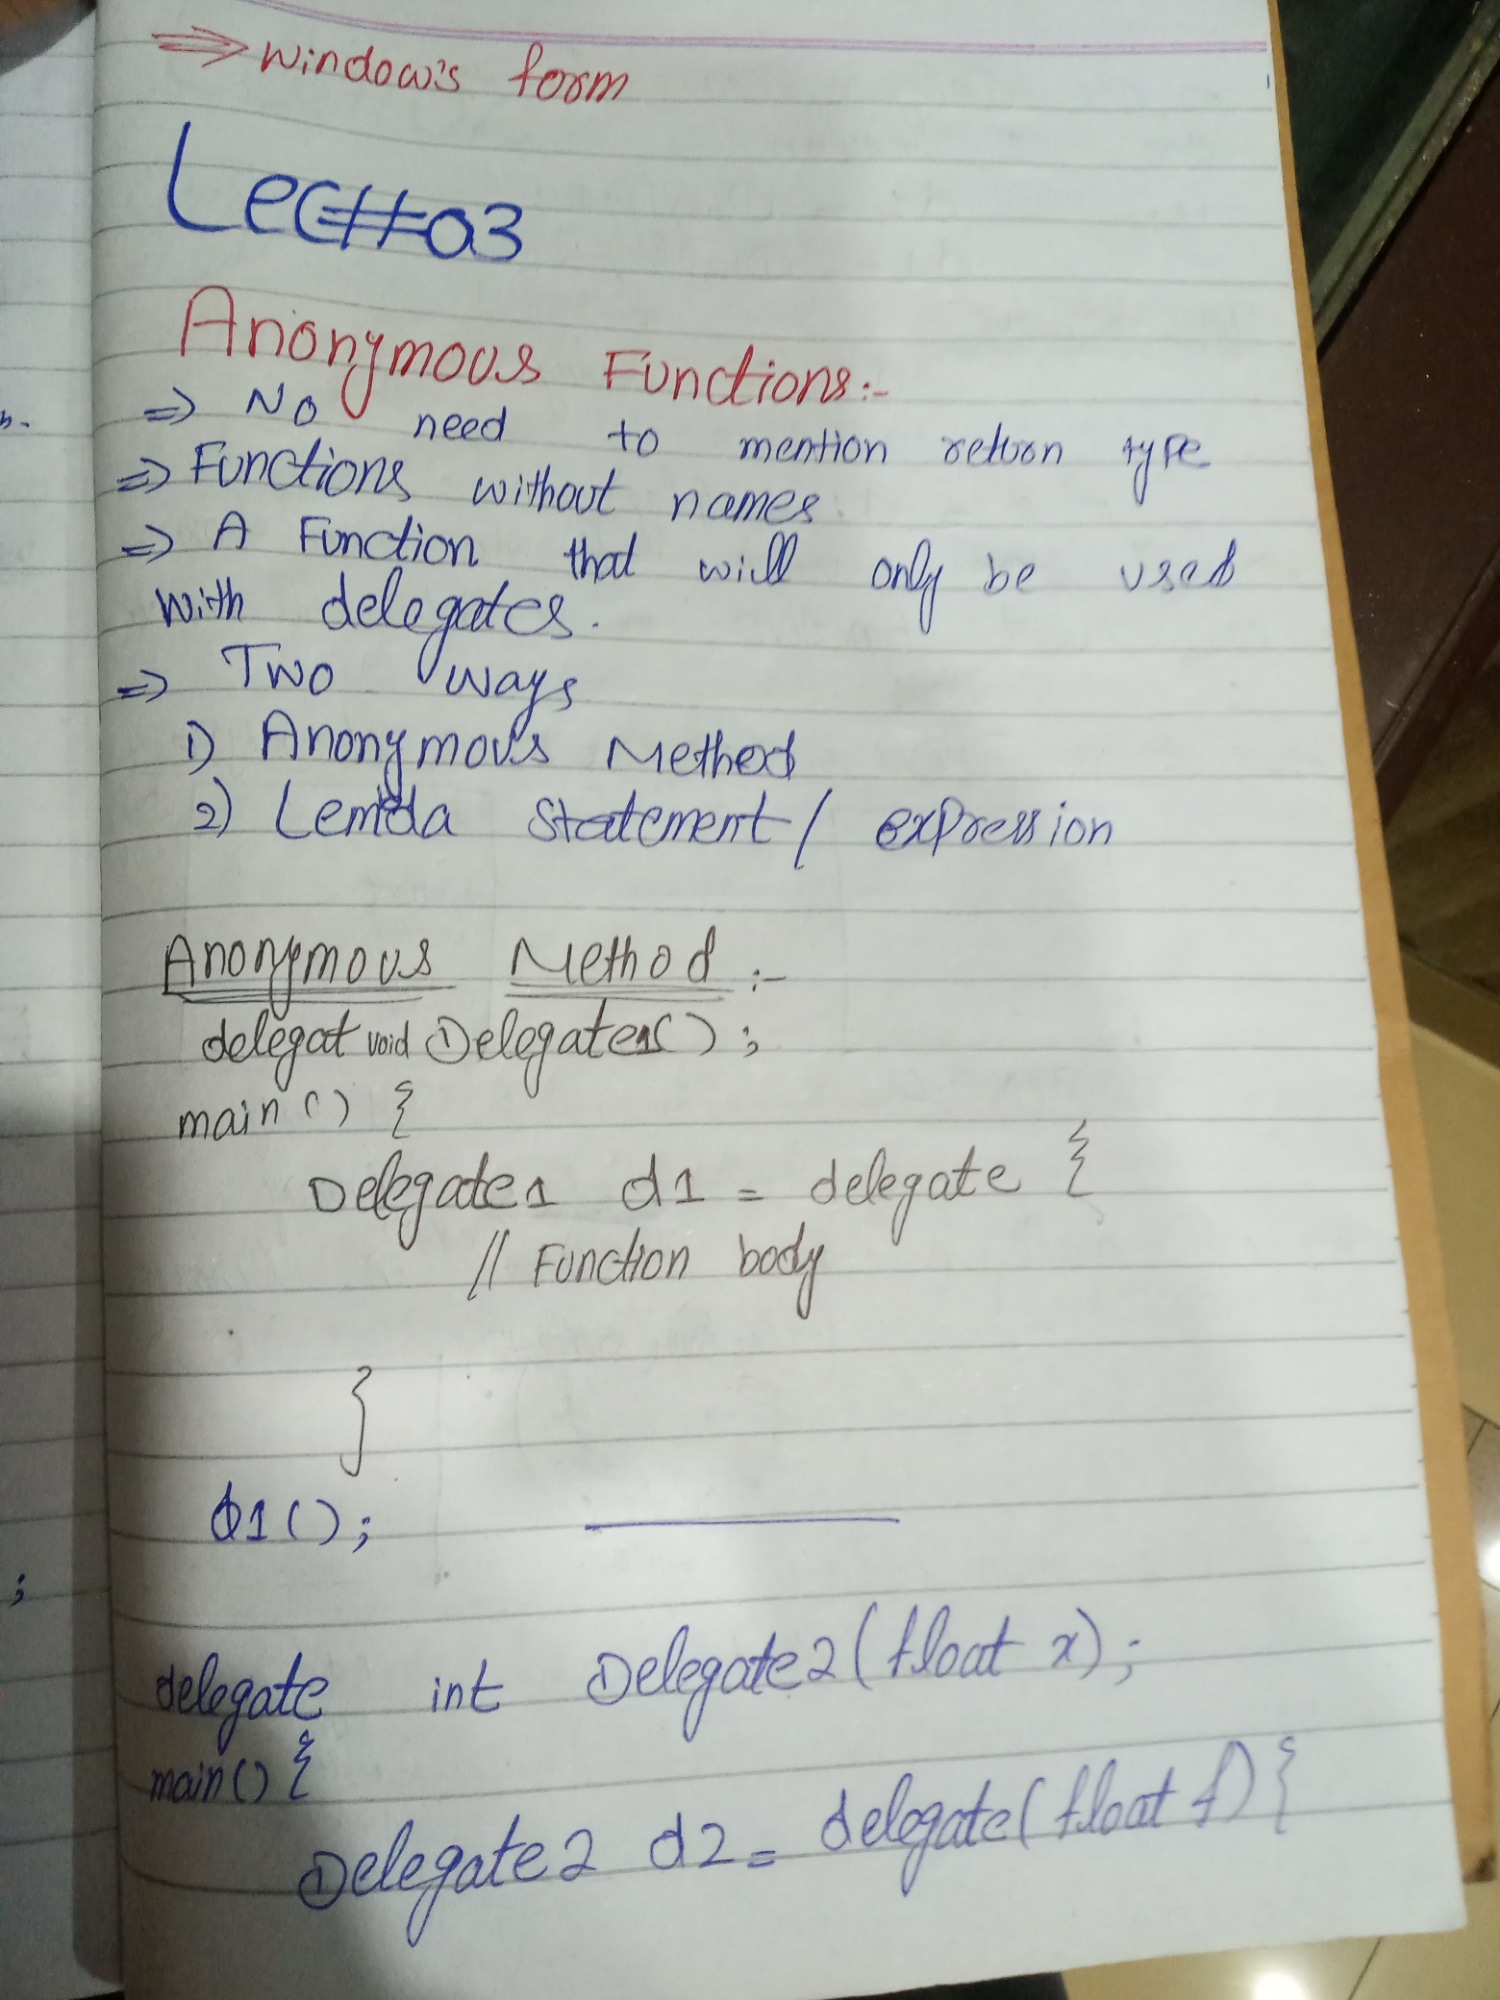 ⇒ Window's form
Lec#03
Anonymous Functions:-
⇒ No need to mention return type
⇒ Functions without names
⇒ A Function that will only be used
with delegates.
⇒ Two ways
1) Anonymous Method
2) Lemda Statement / expression
Anonymous Method :-
delegat void Delegate1();
main() {
Delegate1 d1 = delegate {
// Function body
}
d1();
delegate int Delegate2(float x);
main() {
Delegate2 d2 = delegate(float f) {